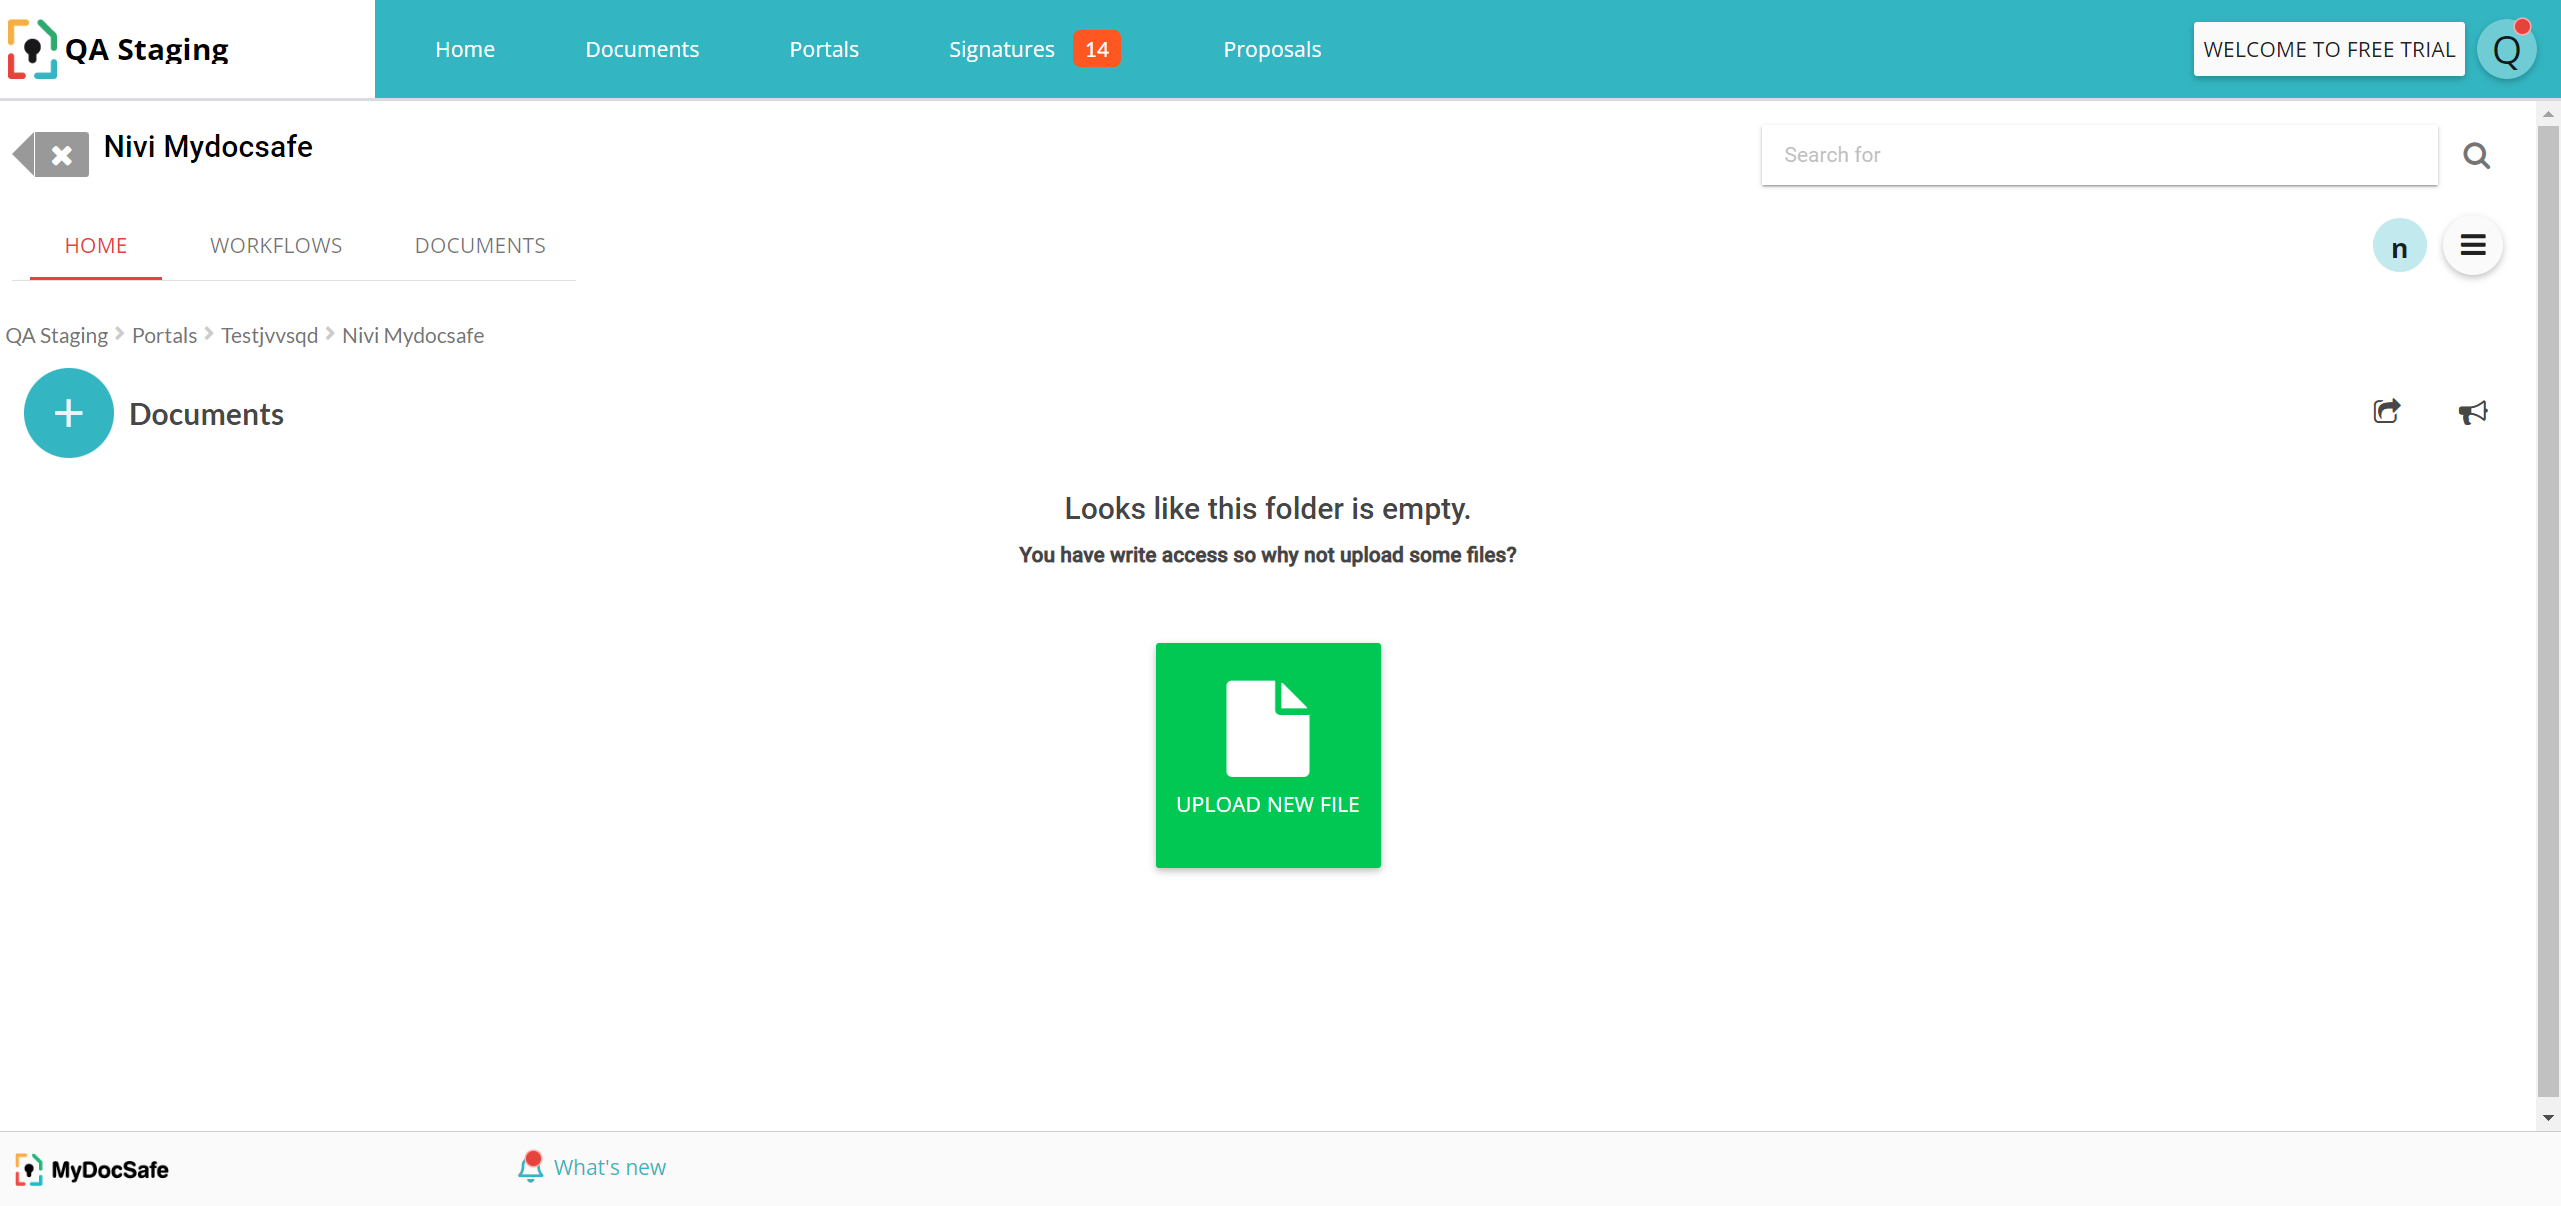 QA Staging
Home Documents Portals Signatures 14 Proposals
WELCOME TO FREE TRIAL Q
Nivi Mydocsafe
Search for
HOME WORKFLOWS DOCUMENTS
n
QA Staging Portals Testjvvsqd Nivi Mydocsafe
+ Documents
Looks like this folder is empty.
You have write access so why not upload some files?
UPLOAD NEW FILE
MyDocSafe
What's new